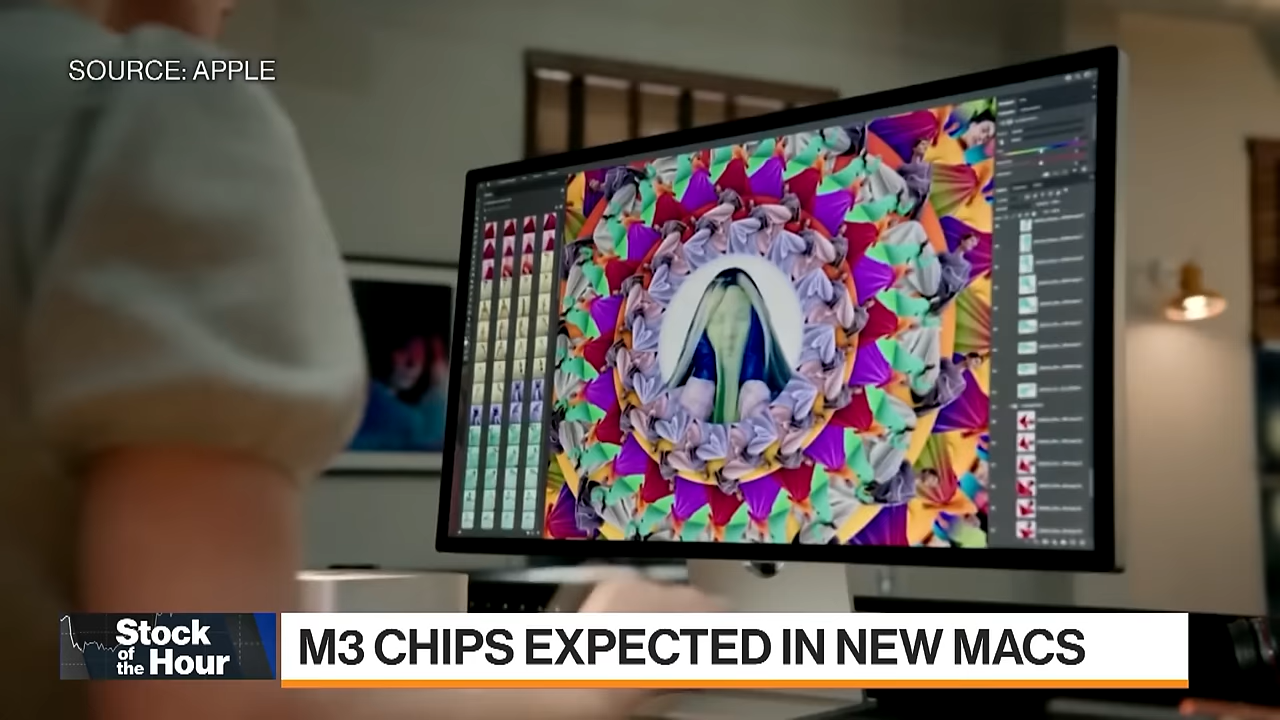 SOURCE: APPLE
Stock
of
the Hour
M3 CHIPS EXPECTED IN NEW MACS